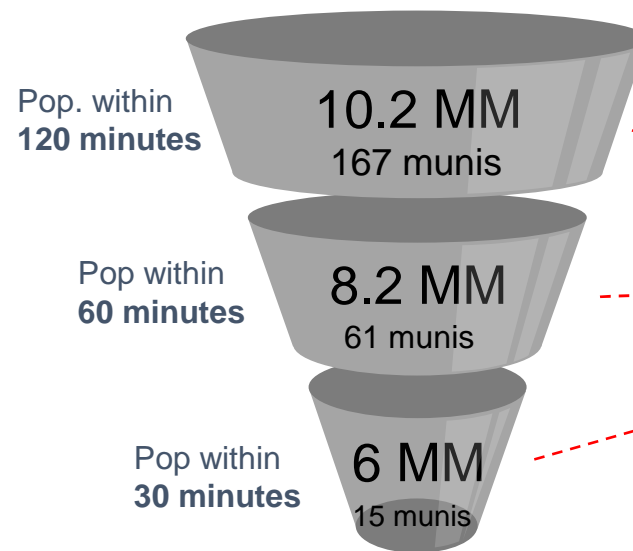 Pop. within
120 minutes
10.2 MM
167 munis
Pop within
60 minutes
8.2 MM
61 munis
Pop within
30 minutes
6 MM
15 munis